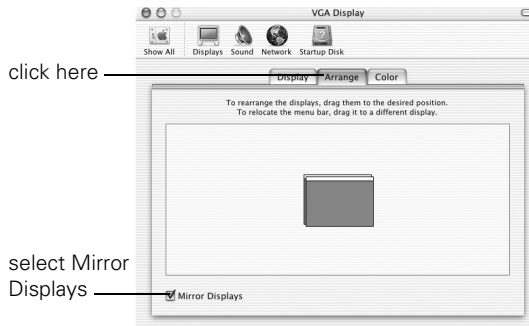 VGA Display
Show All Displays Sound Network Startup Disk
click here
Display Arrange Color
To rearrange the displays, drag them to the desired position.
To relocate the menu bar, drag it to a different display.
select Mirror
Displays
Mirror Displays